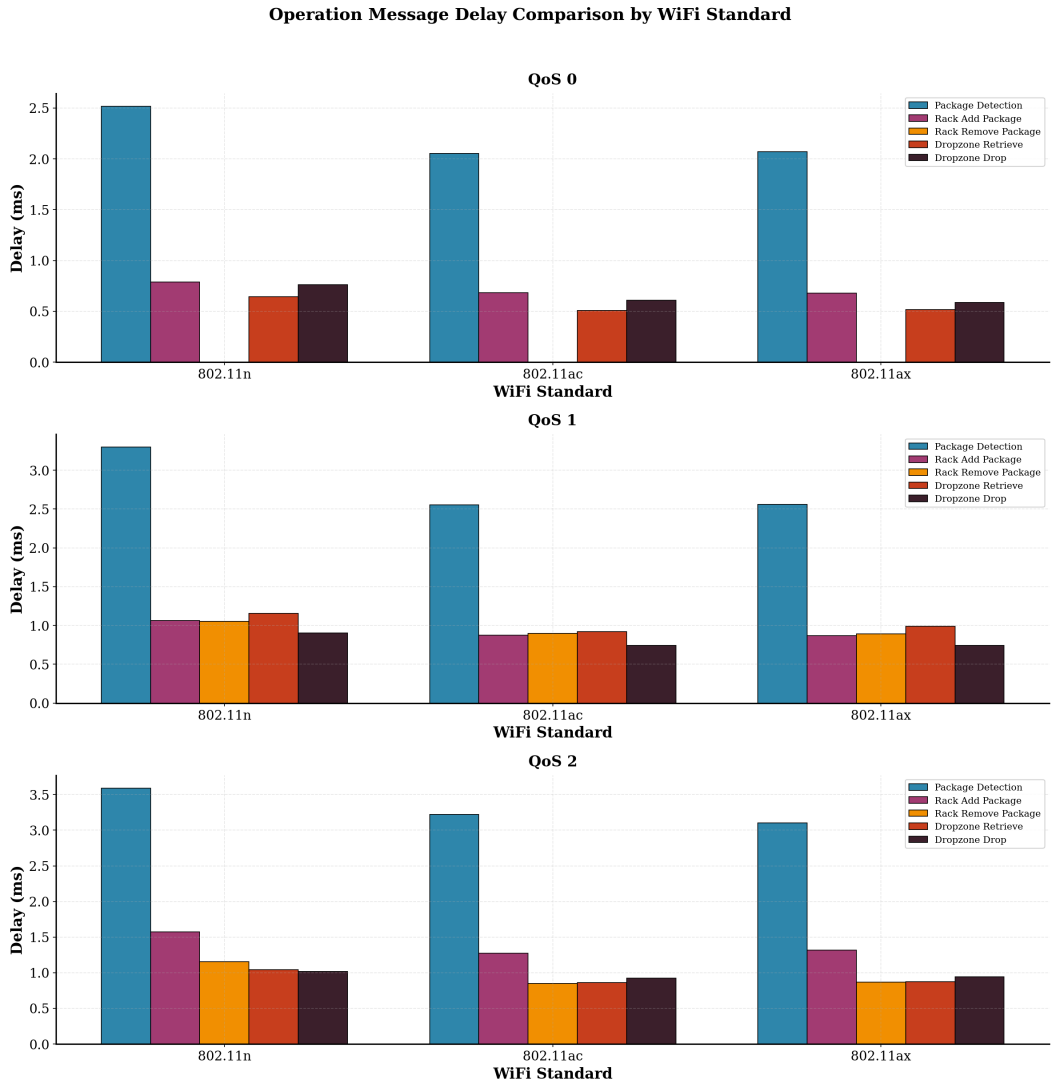 Operation Message Delay Comparison by WiFi Standard
QoS 0
Delay (ms)
2.5
2.0
1.5
1.0
0.5
0.0
Package Detection
Rack Add Package
Rack Remove Package
Dropzone Retrieve
Dropzone Drop
802.11n 802.11ac 802.11ax
WiFi Standard
QoS 1
Delay (ms)
3.0
2.5
2.0
1.5
1.0
0.5
0.0
Package Detection
Rack Add Package
Rack Remove Package
Dropzone Retrieve
Dropzone Drop
802.11n 802.11ac 802.11ax
WiFi Standard
QoS 2
Delay (ms)
3.5
3.0
2.5
2.0
1.5
1.0
0.5
0.0
Package Detection
Rack Add Package
Rack Remove Package
Dropzone Retrieve
Dropzone Drop
802.11n 802.11ac 802.11ax
WiFi Standard